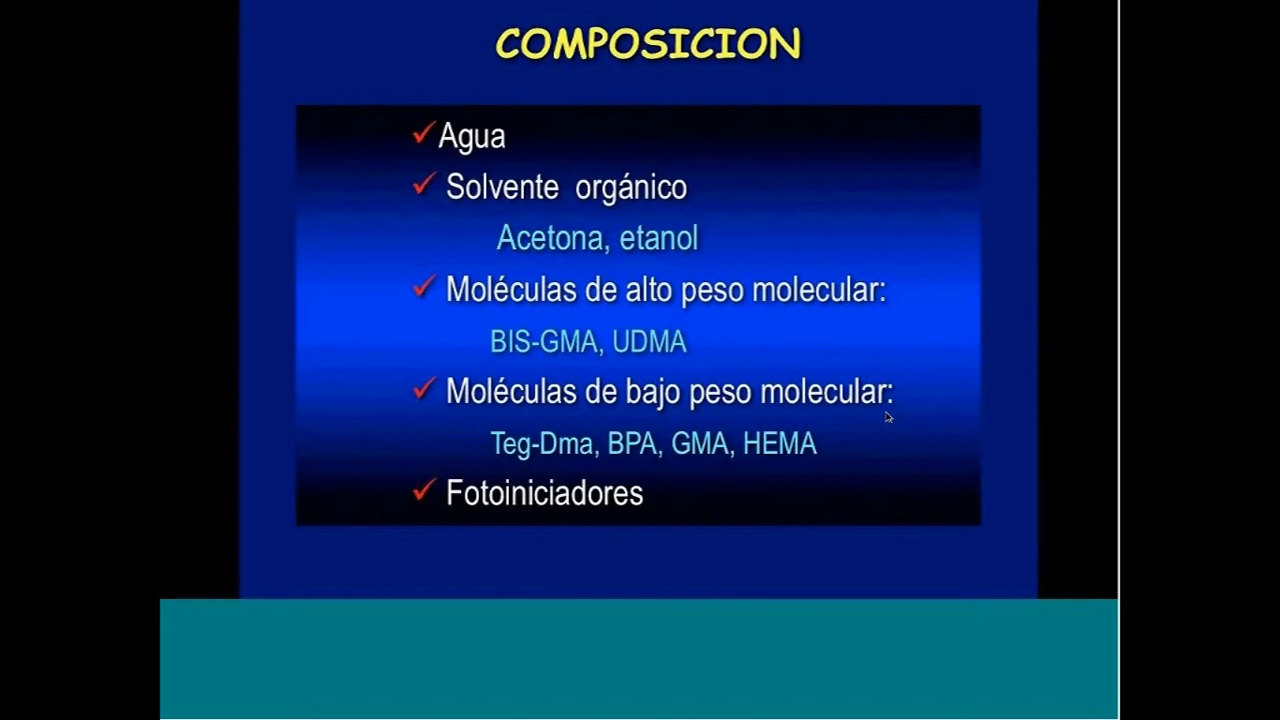 COMPOSICION
Agua
Solvente orgánico
Acetona, etanol
Moléculas de alto peso molecular:
BIS-GMA, UDMA
Moléculas de bajo peso molecular:
Teg-Dma, BPA, GMA, HEMA
Fotoiniciadores